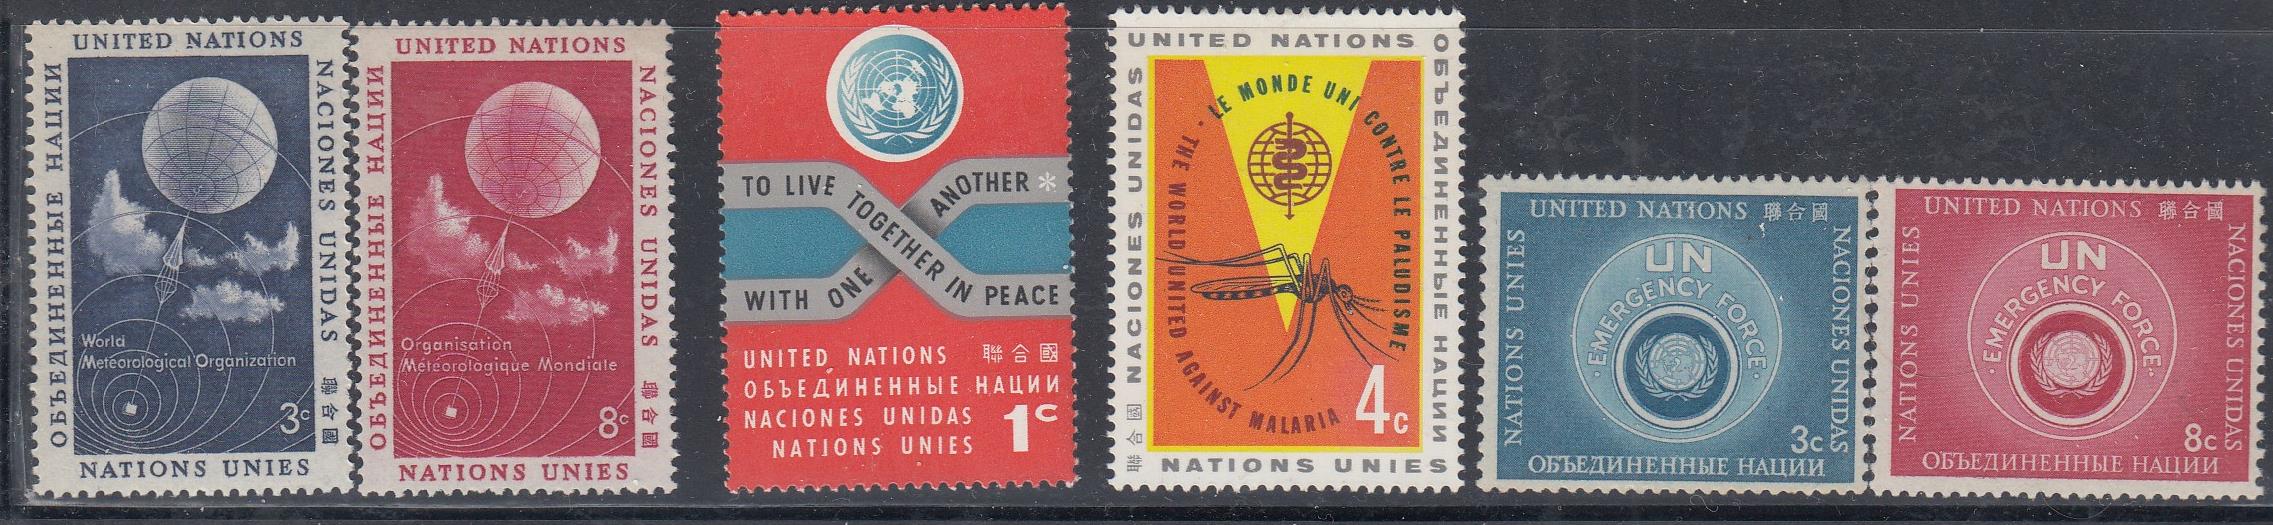 UNITED NATIONS
ОБЪЕДИНЕННЫЕ НАЦИИ
NACIONES UNIDAS 聯合國
World
Meteorological Organization
3c
NATIONS UNIES
UNITED NATIONS
ОБЪЕДИНЕННЫЕ НАЦИИ
NACIONES UNIDAS 聯合國
Organisation
Météorologique Mondiale
8c
NATIONS UNIES
TO LIVE TOGETHER IN PEACE
WITH ONE ANOTHER *
UNITED NATIONS 聯合國
ОБЪЕДИНЕННЫЕ НАЦИИ
NACIONES UNIDAS
NATIONS UNIES
1c
UNITED NATIONS
ОБЪЕДИНЕННЫЕ НАЦИИ
聯合國 NACIONES UNIDAS
LE MONDE UNI CONTRE LE PALUDISME
· THE WORLD UNITED AGAINST MALARIA
4c
NATIONS UNIES
UNITED NATIONS 聯合國
NATIONS UNIES
NACIONES UNIDAS
UN
· EMERGENCY FORCE ·
3c
ОБЪЕДИНЕННЫЕ НАЦИИ
UNITED NATIONS 聯合國
NATIONS UNIES
NACIONES UNIDAS
UN
· EMERGENCY FORCE ·
8c
ОБЪЕДИНЕННЫЕ НАЦИИ